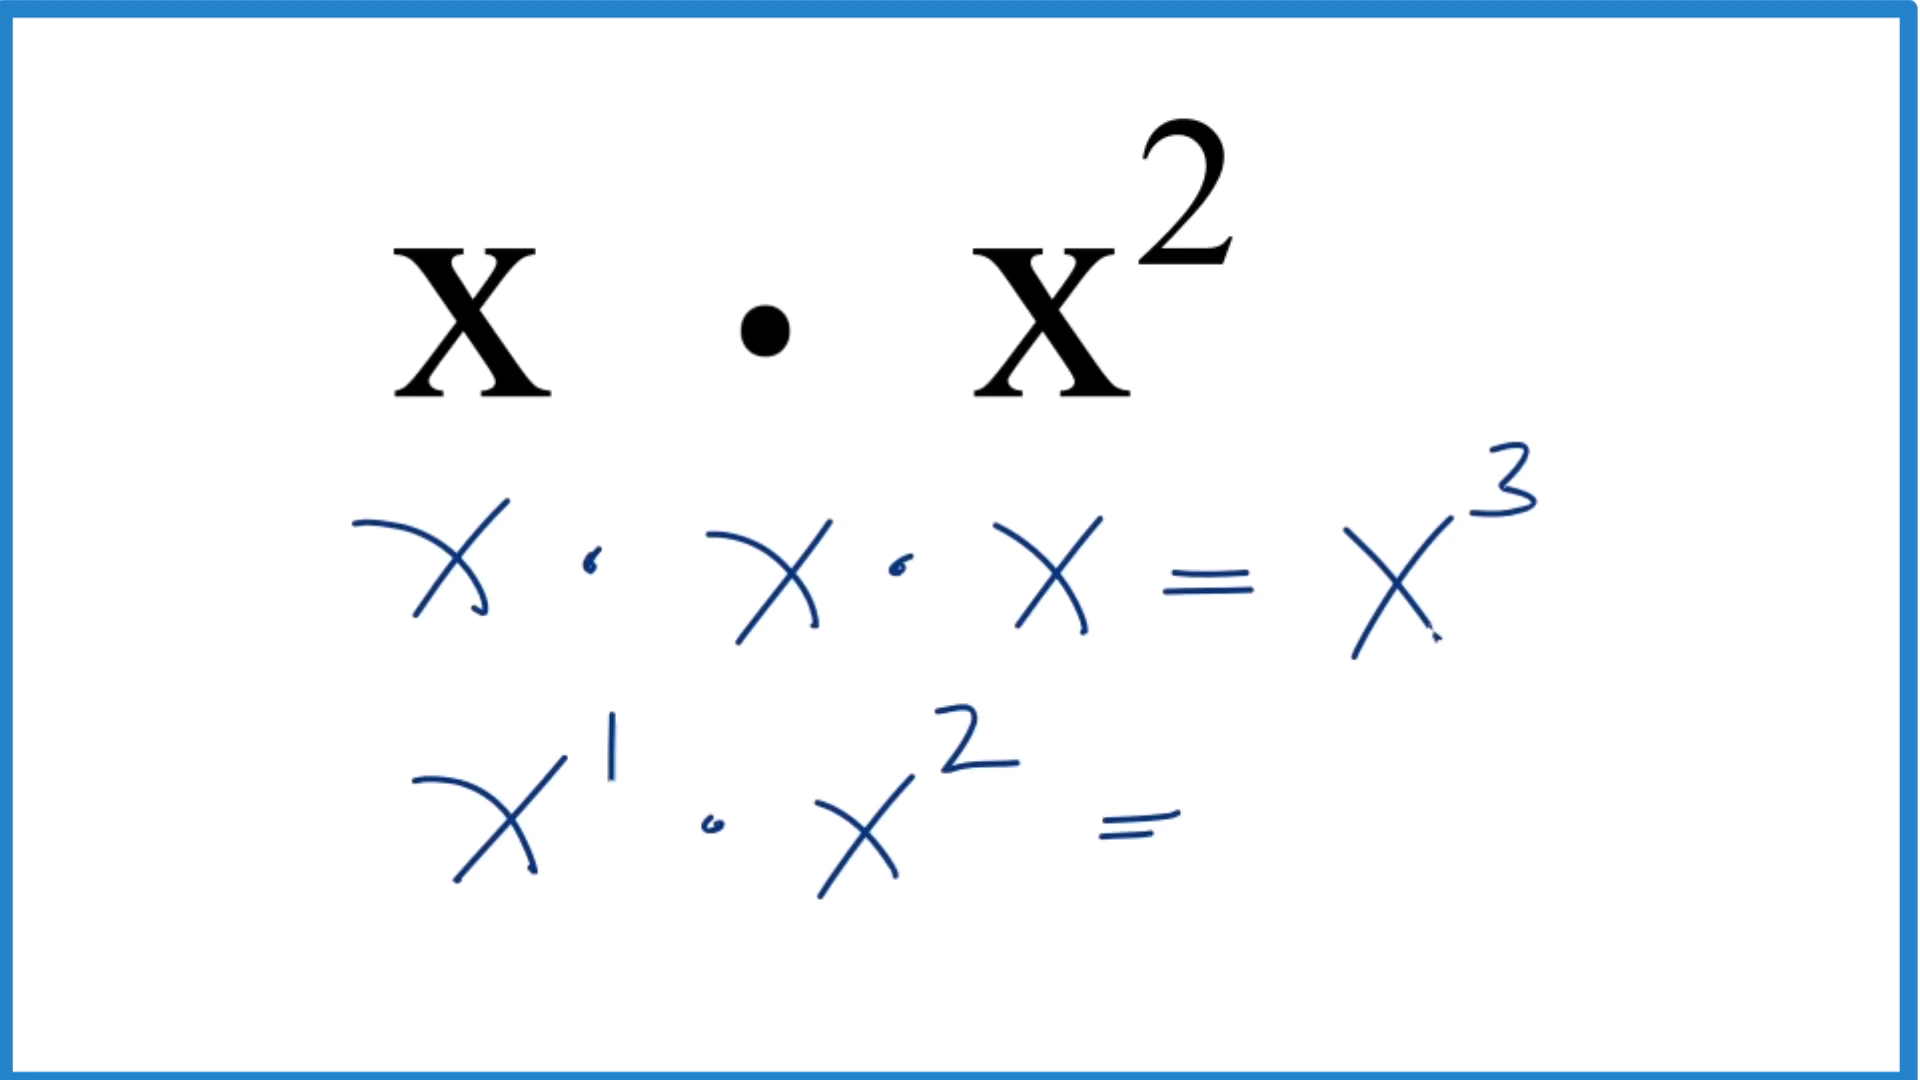 x · x²
x · x · x = x³
x¹ · x² =